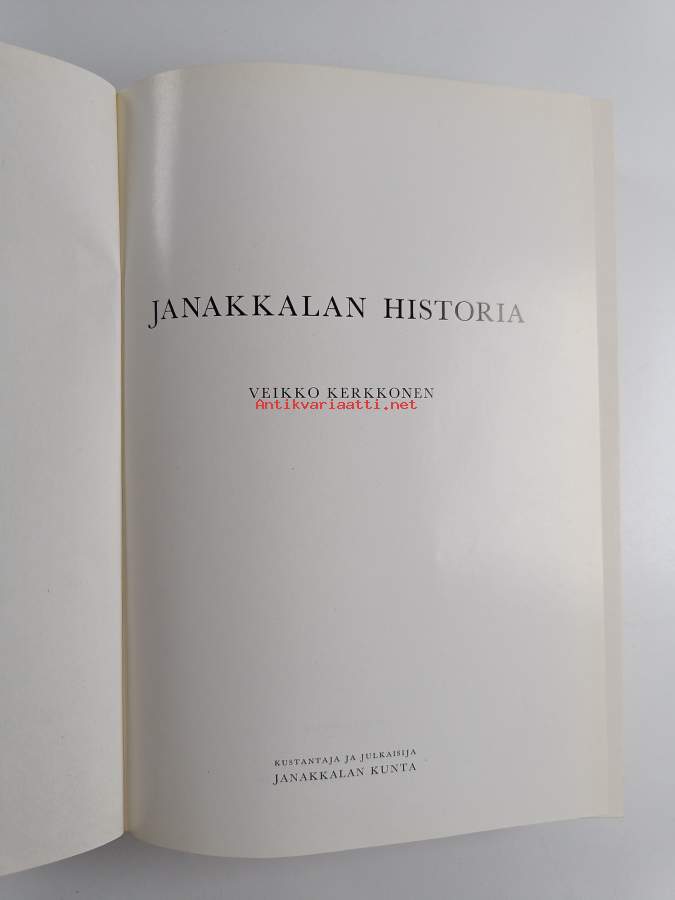 JANAKKALAN HISTORIA
VEIKKO KERKKONEN
Antikvariaatti.net
KUSTANTAJA JA JULKAISIJA
JANAKKALAN KUNTA